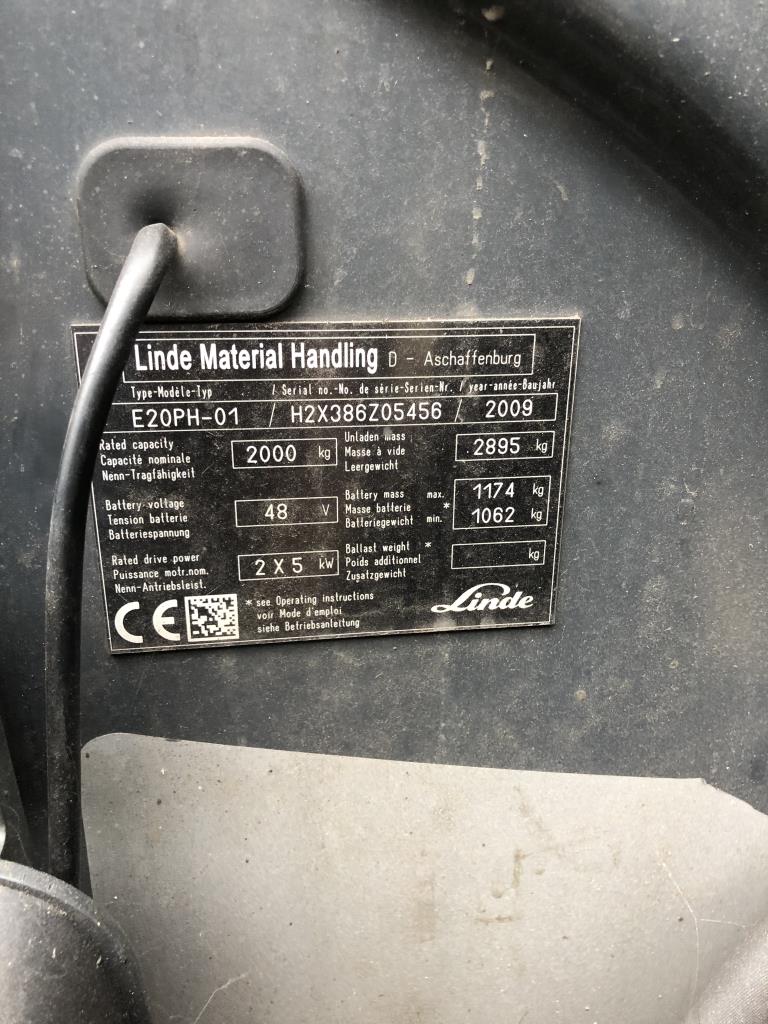 Linde Material Handling D - Aschaffenburg
Type-Modèle-Typ / Serial no.-No. de série-Serien-Nr. / year-année-Baujahr
E20PH-01 / H2X386Z05456 / 2009
Rated capacity
Capacité nominale
Nenn-Tragfähigkeit
2000 kg
Unladen mass
Masse à vide
Leergewicht
2895 kg
Battery voltage
Tension batterie
Batteriespannung
48 V
Battery mass max.
Masse batterie *
Batteriegewicht min.
1174 kg
1062 kg
Rated drive power
Puissance motr.nom.
Nenn-Antriebsleist.
2 X 5 kW
Ballast weight *
Poids additionnel
Zusatzgewicht
kg
CE
* see Operating instructions
voir Mode d'emploi
siehe Betriebsanleitung
Linde